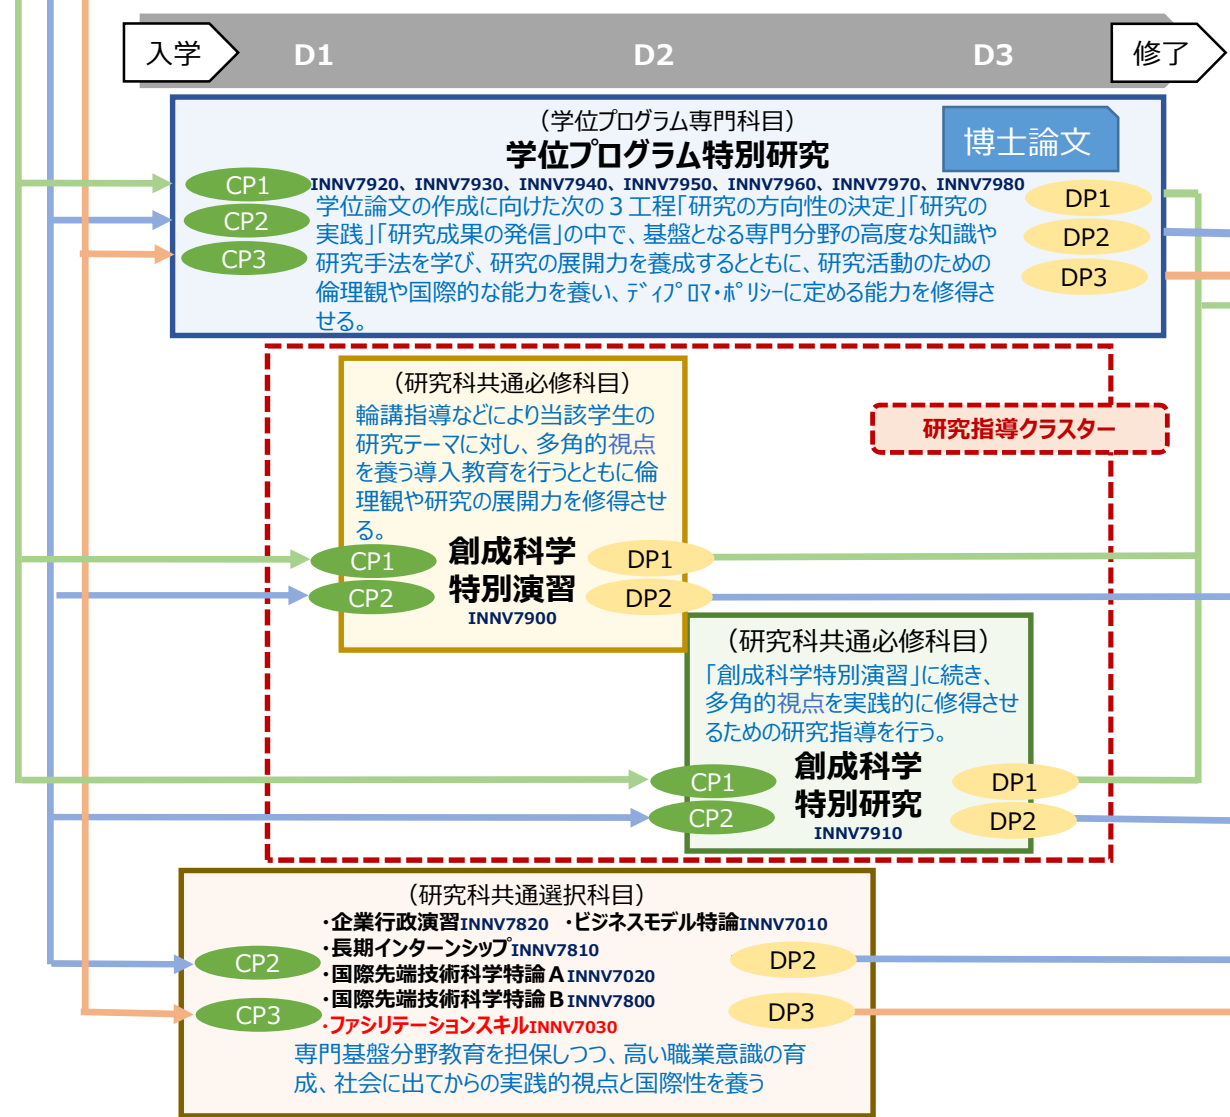 入学
D1
D2
D3
修了
（学位プログラム専門科目）
学位プログラム特別研究
博士論文
INNV7920、INNV7930、INNV7940、INNV7950、INNV7960、INNV7970、INNV7980
CP1
CP2
CP3
学位論文の作成に向けた次の３工程「研究の方向性の決定」「研究の
実践」「研究成果の発信」の中で、基盤となる専門分野の高度な知識や
研究手法を学び、研究の展開力を養成するとともに、研究活動のための
倫理観や国際的な能力を養い、ﾃﾞｨﾌﾟﾛﾏ･ﾎﾟﾘｼｰに定める能力を修得さ
せる。
DP1
DP2
DP3
（研究科共通必修科目）
輪講指導などにより当該学生の
研究テーマに対し、多角的視点
を養う導入教育を行うとともに倫
理観や研究の展開力を修得させ
る。
研究指導クラスター
CP1
CP2
創成科学
特別演習
INNV7900
DP1
DP2
（研究科共通必修科目）
「創成科学特別演習」に続き、
多角的視点を実践的に修得させ
るための研究指導を行う。
CP1
CP2
創成科学
特別研究
INNV7910
DP1
DP2
（研究科共通選択科目）
・企業行政演習INNV7820　・ビジネスモデル特論INNV7010
・長期インターンシップINNV7810
・国際先端技術科学特論ＡINNV7020
・国際先端技術科学特論ＢINNV7800
・ファシリテーションスキルINNV7030
CP2
CP3
DP2
DP3
専門基盤分野教育を担保しつつ、高い職業意識の育
成、社会に出てからの実践的視点と国際性を養う